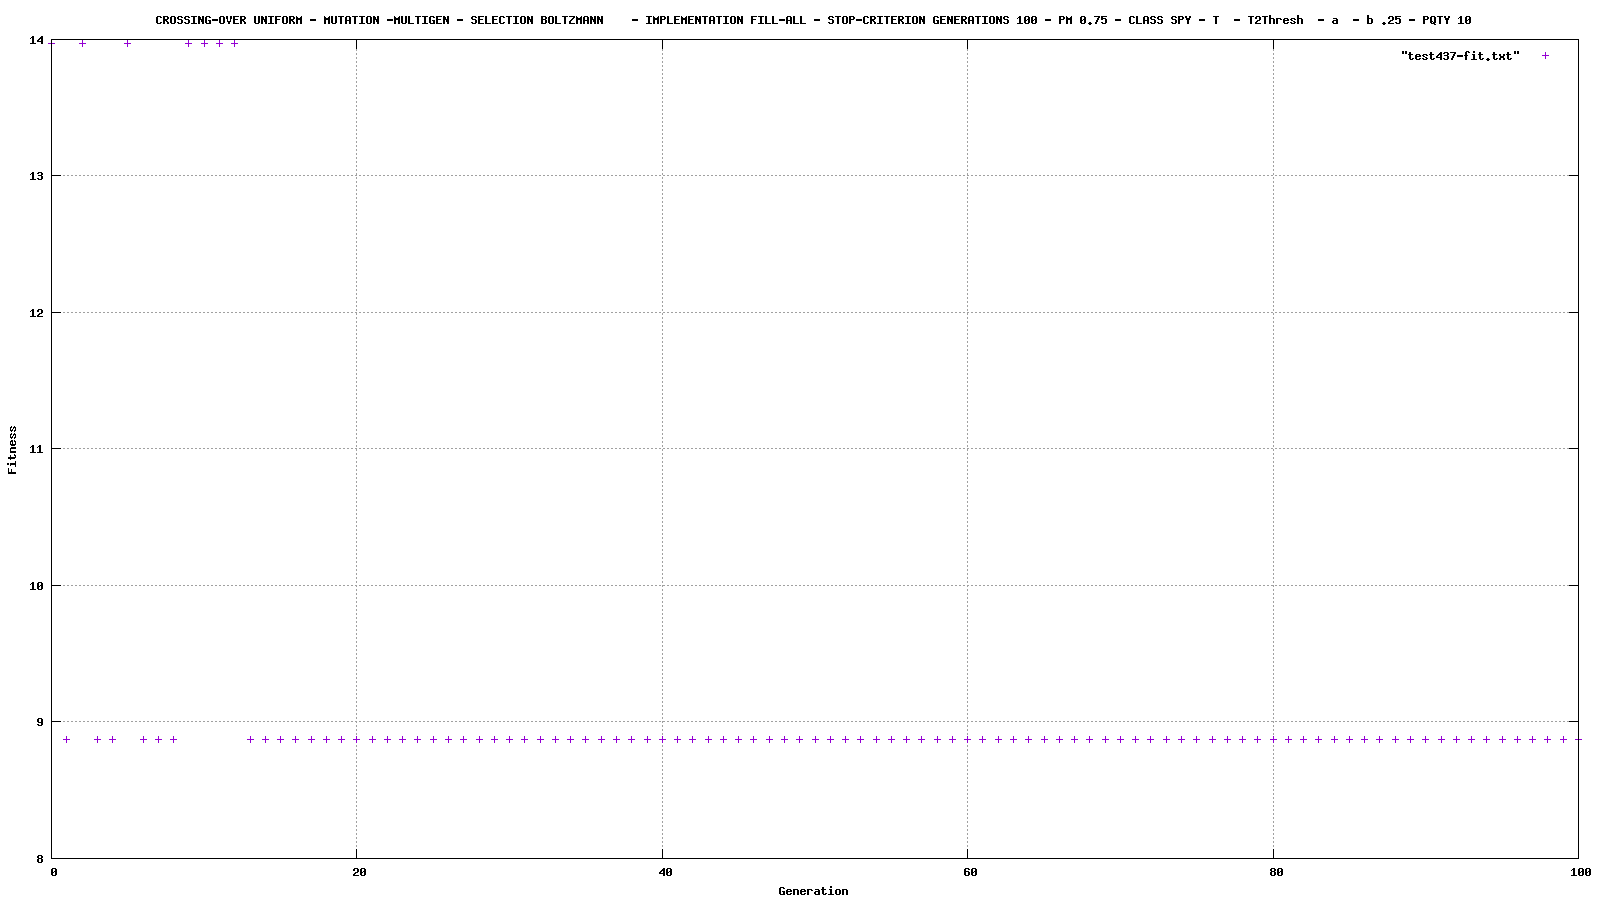 CROSSING-OVER UNIFORM - MUTATION -MULTIGEN - SELECTION BOLTZMANN    - IMPLEMENTATION FILL-ALL - STOP-CRITERION GENERATIONS 100 - PM 0.75 - CLASS SPY - T  - T2Thresh  - a  - b .25 - PQTY 10
"test437-fit.txt"
14
13
12
11
10
9
8
Fitness
0 20 40 60 80 100
Generation